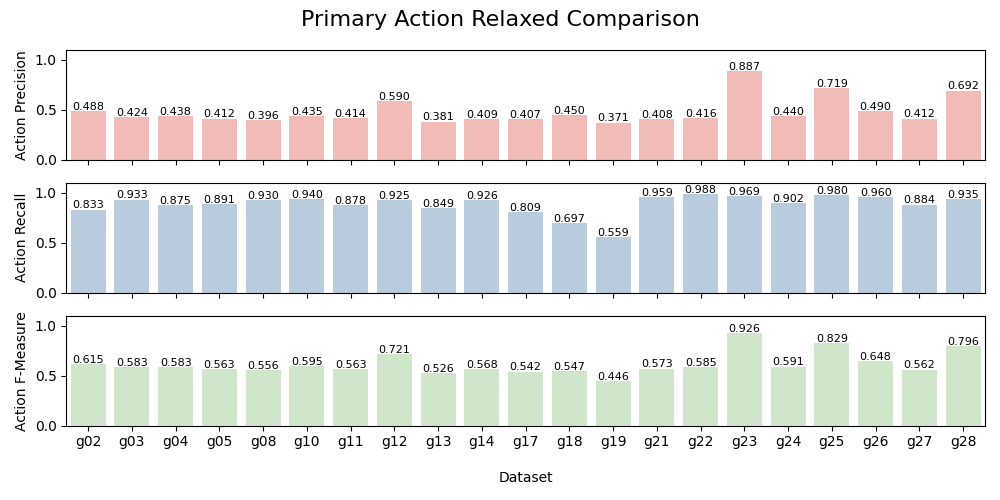 Primary Action Relaxed Comparison
Action Precision
1.0
0.5
0.0
0.488 0.424 0.438 0.412 0.396 0.435 0.414 0.590 0.381 0.409 0.407 0.450 0.371 0.408 0.416 0.887 0.440 0.719 0.490 0.412 0.692
Action Recall
1.0
0.5
0.0
0.833 0.933 0.875 0.891 0.930 0.940 0.878 0.925 0.849 0.926 0.809 0.697 0.559 0.959 0.988 0.969 0.902 0.980 0.960 0.884 0.935
Action F-Measure
1.0
0.5
0.0
0.615 0.583 0.583 0.563 0.556 0.595 0.563 0.721 0.526 0.568 0.542 0.547 0.446 0.573 0.585 0.926 0.591 0.829 0.648 0.562 0.796
g02 g03 g04 g05 g08 g10 g11 g12 g13 g14 g17 g18 g19 g21 g22 g23 g24 g25 g26 g27 g28
Dataset